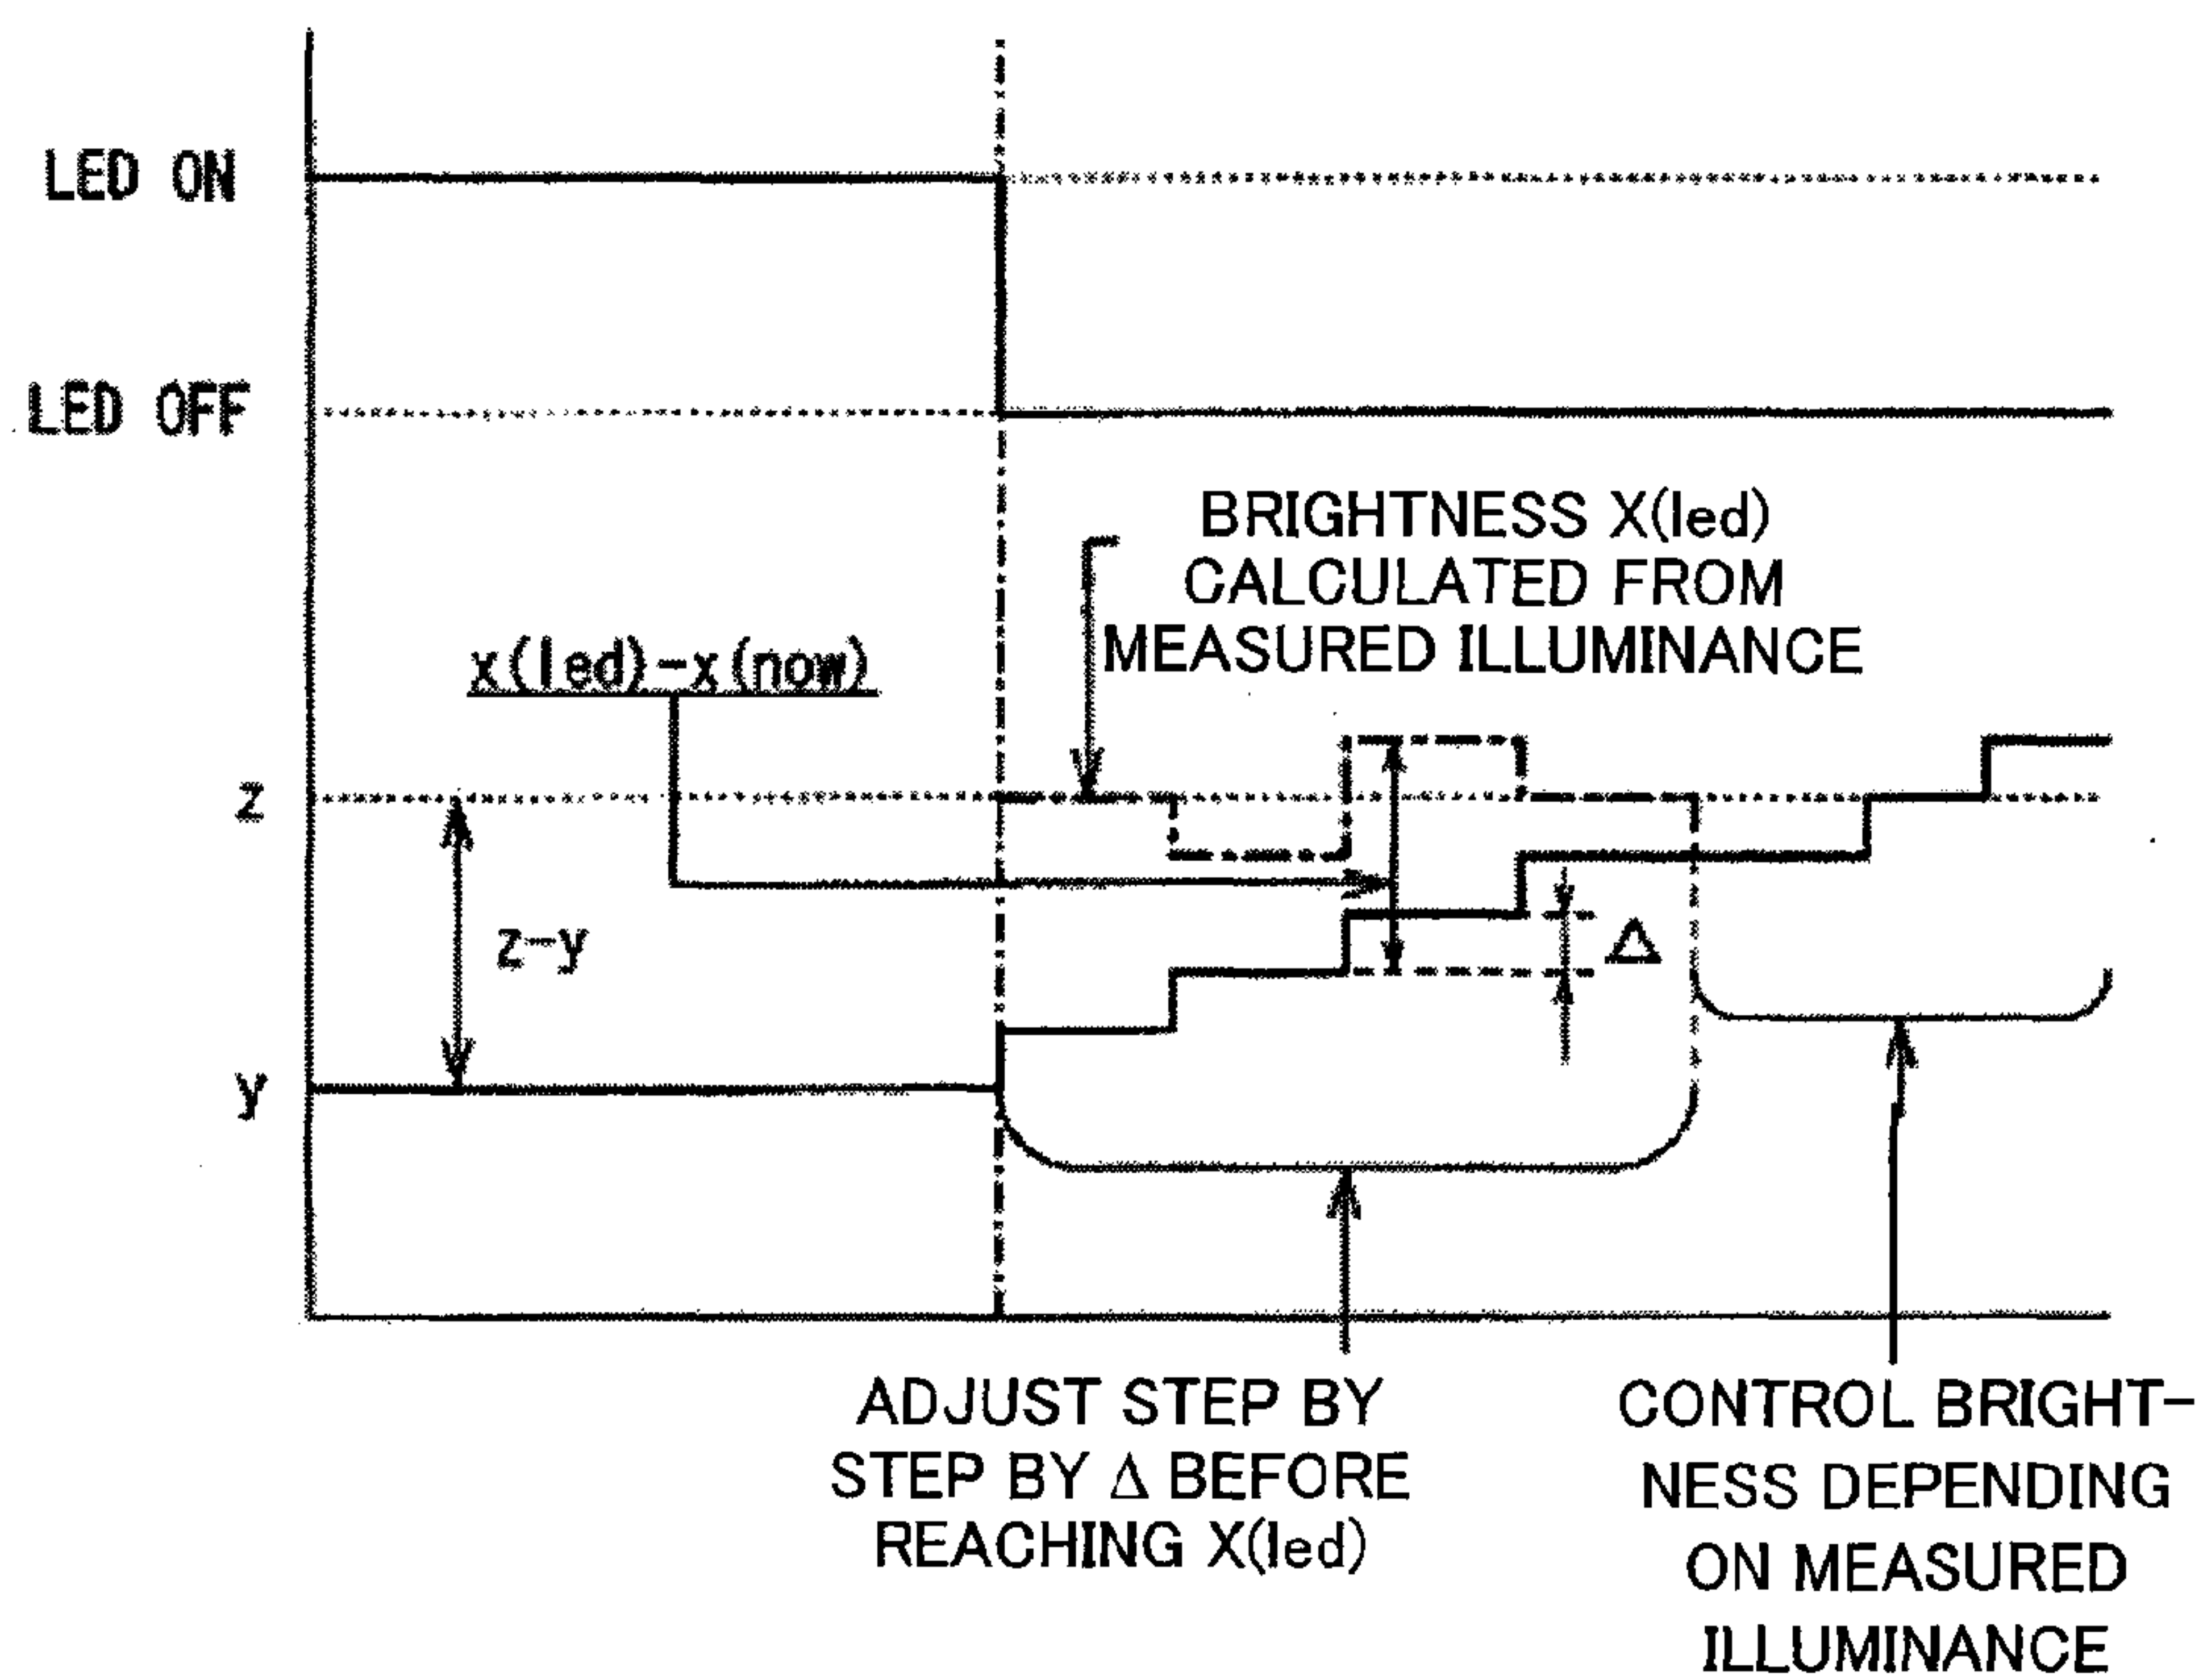 LED ON
LED OFF
BRIGHTNESS X(led)
CALCULATED FROM
MEASURED ILLUMINANCE
x(led)-x(now)
z
z-y
Δ
y
ADJUST STEP BY
STEP BY Δ BEFORE
REACHING X(led)
CONTROL BRIGHT-
NESS DEPENDING
ON MEASURED
ILLUMINANCE